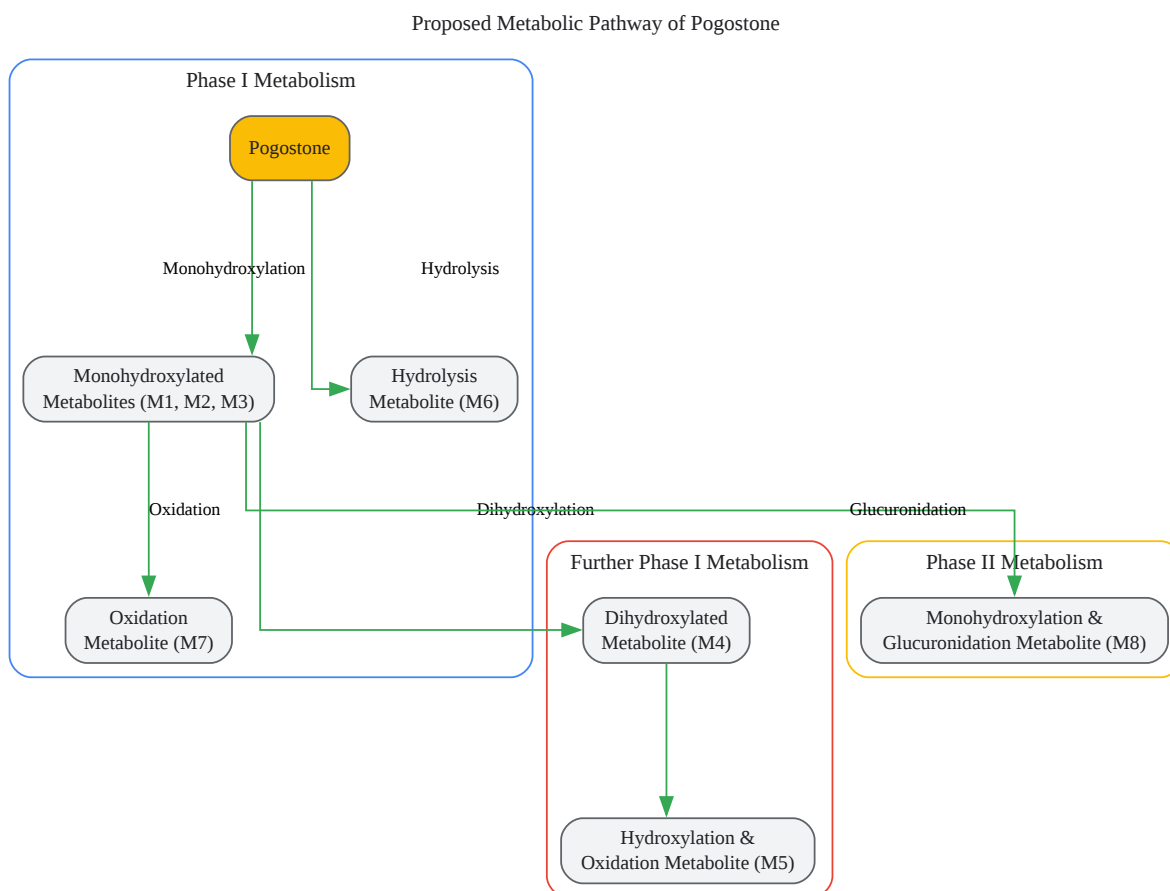 Proposed Metabolic Pathway of Pogostone
Phase I Metabolism
Pogostone
Monohydroxylation
Hydrolysis
Monohydroxylated
Metabolites (M1, M2, M3)
Hydrolysis
Metabolite (M6)
Oxidation
Dihydroxylation
Glucuronidation
Further Phase I Metabolism
Phase II Metabolism
Oxidation
Metabolite (M7)
Dihydroxylated
Metabolite (M4)
Monohydroxylation &
Glucuronidation Metabolite (M8)
Hydroxylation &
Oxidation Metabolite (M5)